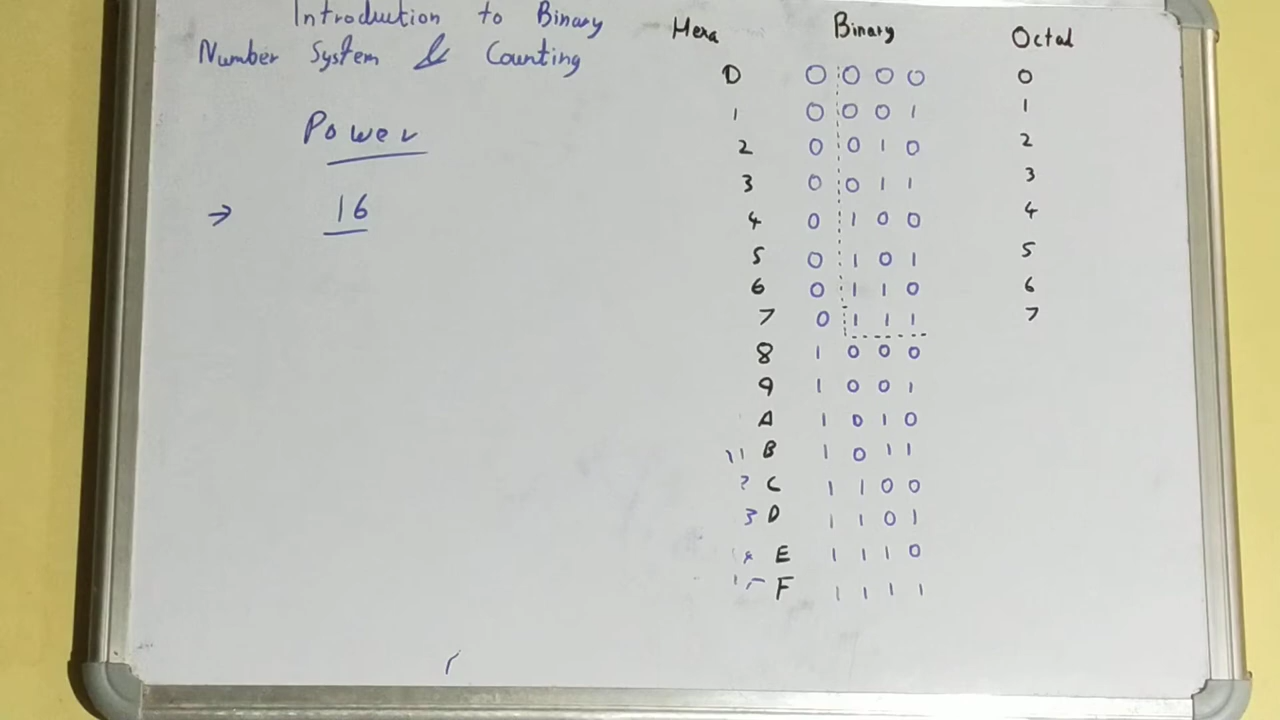 Introduction to Binary
Number System & Counting
Power
→ 16
Hexa Binary Octal
0 0 0 0 0 0
1 0 0 0 1 1
2 0 0 1 0 2
3 0 0 1 1 3
4 0 1 0 0 4
5 0 1 0 1 5
6 0 1 1 0 6
7 0 1 1 1 7
8 1 0 0 0
9 1 0 0 1
A 1 0 1 0
11 B 1 0 1 1
C 1 1 0 0
3 D 1 1 0 1
E 1 1 1 0
F 1 1 1 1